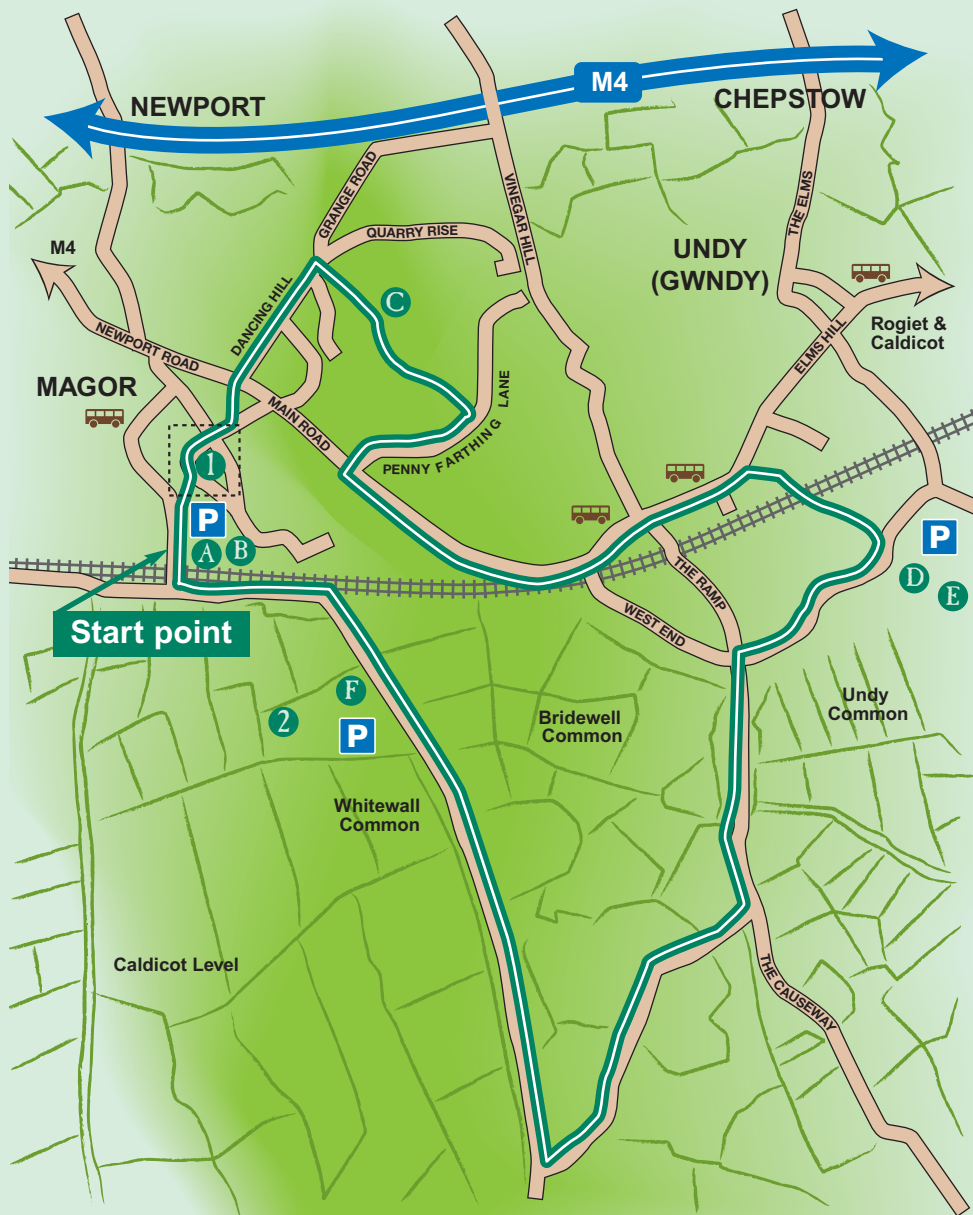 M4
NEWPORT
CHEPSTOW
GRANGE ROAD
VINEGAR HILL
THE ELMS
QUARRY RISE
M4
UNDY
(GWNDY)
C
DANCING HILL
NEWPORT ROAD
ELMS HILL
Rogiet &
Caldicot
MAGOR
MAIN ROAD
PENNY FARTHING LANE
1
P
A
B
P
D
E
THE RAMP
WEST END
Start point
F
2
P
Bridewell
Common
Undy
Common
Whitewall
Common
Caldicot Level
THE CAUSEWAY